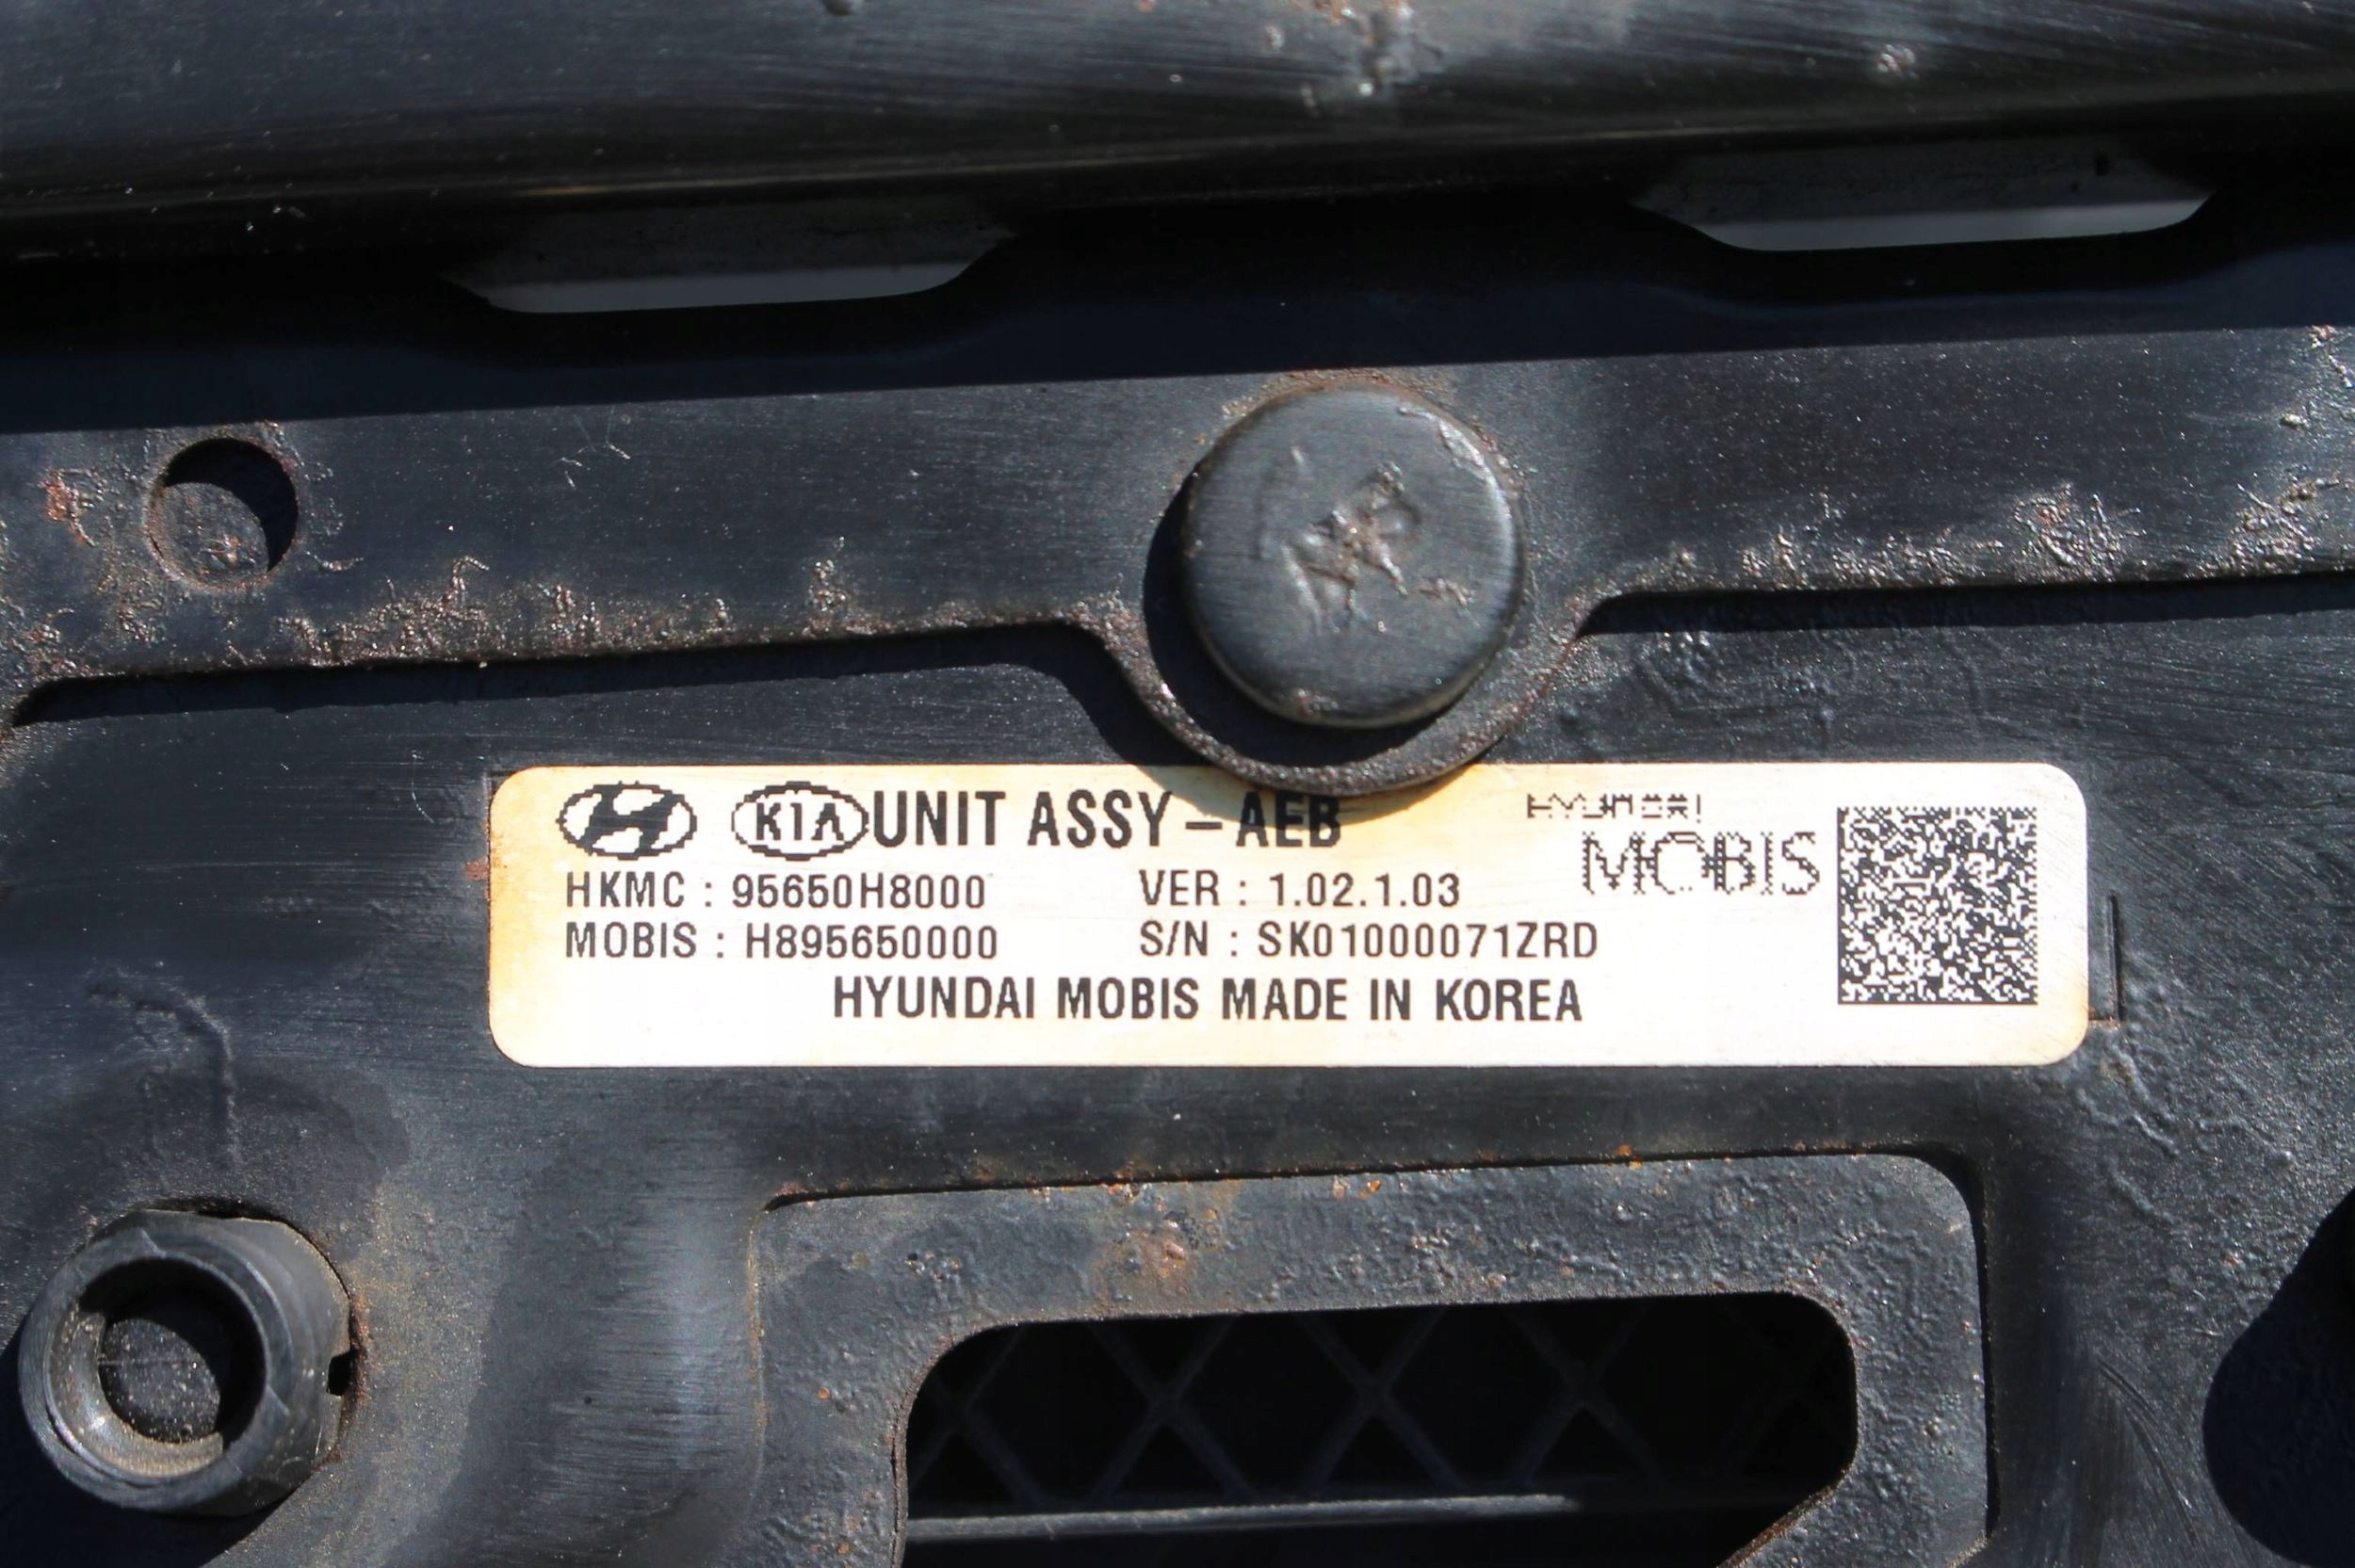 KIA UNIT ASSY - AEB
HYUNDAI
MOBIS
HKMC : 95650H8000 VER : 1.02.1.03
MOBIS : H895650000 S/N : SK01000071ZRD
HYUNDAI MOBIS MADE IN KOREA